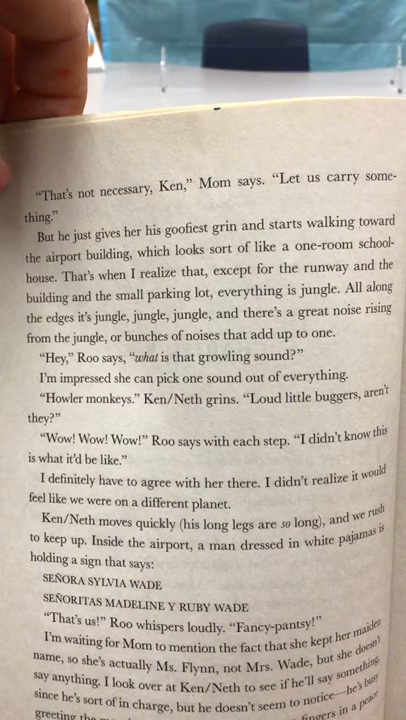 “That’s not necessary, Ken,” Mom says. “Let us carry some-
thing.”
But he just gives her his goofiest grin and starts walking toward
the airport building, which looks sort of like a one-room school-
house. That’s when I realize that, except for the runway and the
building and the small parking lot, everything is jungle. All along
the edges it’s jungle, jungle, jungle, and there’s a great noise rising
from the jungle, or bunches of noises that add up to one.
“Hey,” Roo says, “what is that growling sound?”
I’m impressed she can pick one sound out of everything.
“Howler monkeys.” Ken/Neth grins. “Loud little buggers, aren’t
they?”
“Wow! Wow! Wow!” Roo says with each step. “I didn’t know this
is what it’d be like.”
I definitely have to agree with her there. I didn’t realize it would
feel like we were on a different planet.
Ken/Neth moves quickly (his long legs are so long), and we rush
to keep up. Inside the airport, a man dressed in white pajamas is
holding a sign that says:
SEÑORA SYLVIA WADE
SEÑORITAS MADELINE Y RUBY WADE
“That’s us!” Roo whispers loudly. “Fancy-pantsy!”
I’m waiting for Mom to mention the fact that she kept her maiden
name, so she’s actually Ms. Flynn, not Mrs. Wade, but she doesn’t
say anything. I look over at Ken/Neth to see if he’ll say something,
since he’s sort of in charge, but he doesn’t seem to notice—he’s busy
greeting the fingers in a peace